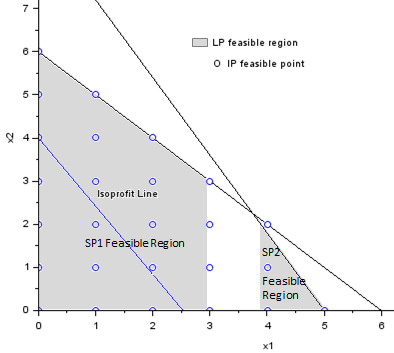 7
6
5
4
3
2
1
0
x2
LP feasible region
IP feasible point
Isoprofit Line
SP1 Feasible Region
SP2
Feasible
Region
0 1 2 3 4 5 6
x1